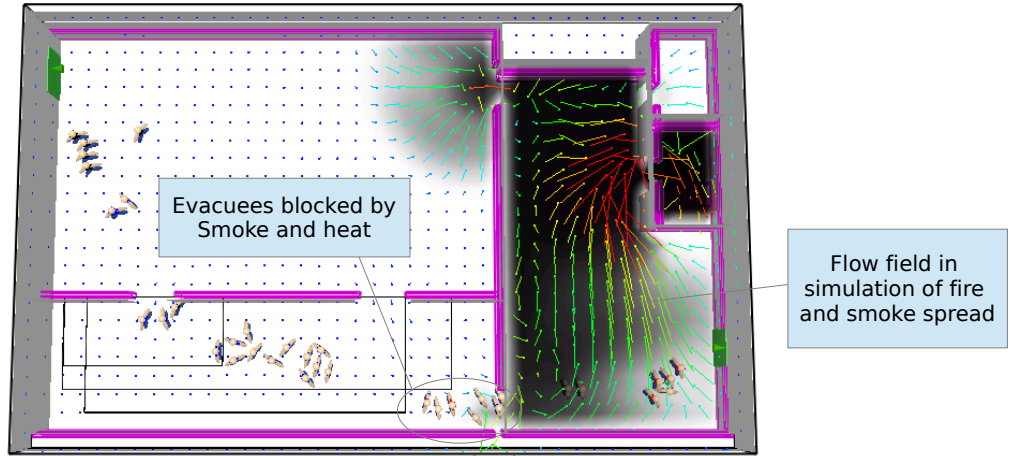 Evacuees blocked by
Smoke and heat
Flow field in
simulation of fire
and smoke spread